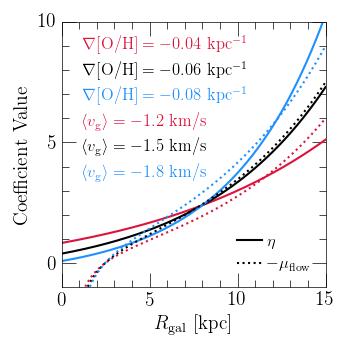 10
∇[O/H] = −0.04 kpc⁻¹
∇[O/H] = −0.06 kpc⁻¹
∇[O/H] = −0.08 kpc⁻¹
⟨v_g⟩ = −1.2 km/s
⟨v_g⟩ = −1.5 km/s
⟨v_g⟩ = −1.8 km/s
5
Coefficient Value
η
−μ_flow
0
0 5 10 15
R_gal [kpc]